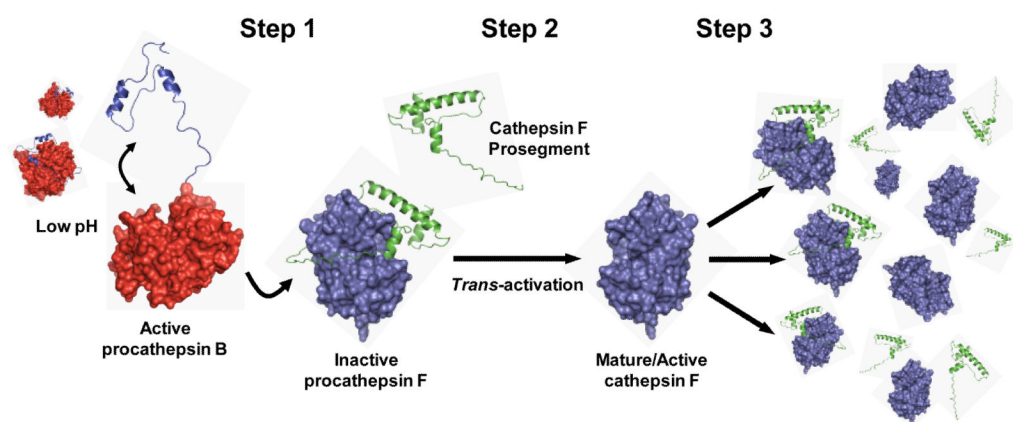 Step 1
Step 2
Step 3
Cathepsin F
Prosegment
Low pH
Trans-activation
Active
procathepsin B
Inactive
procathepsin F
Mature/Active
cathepsin F